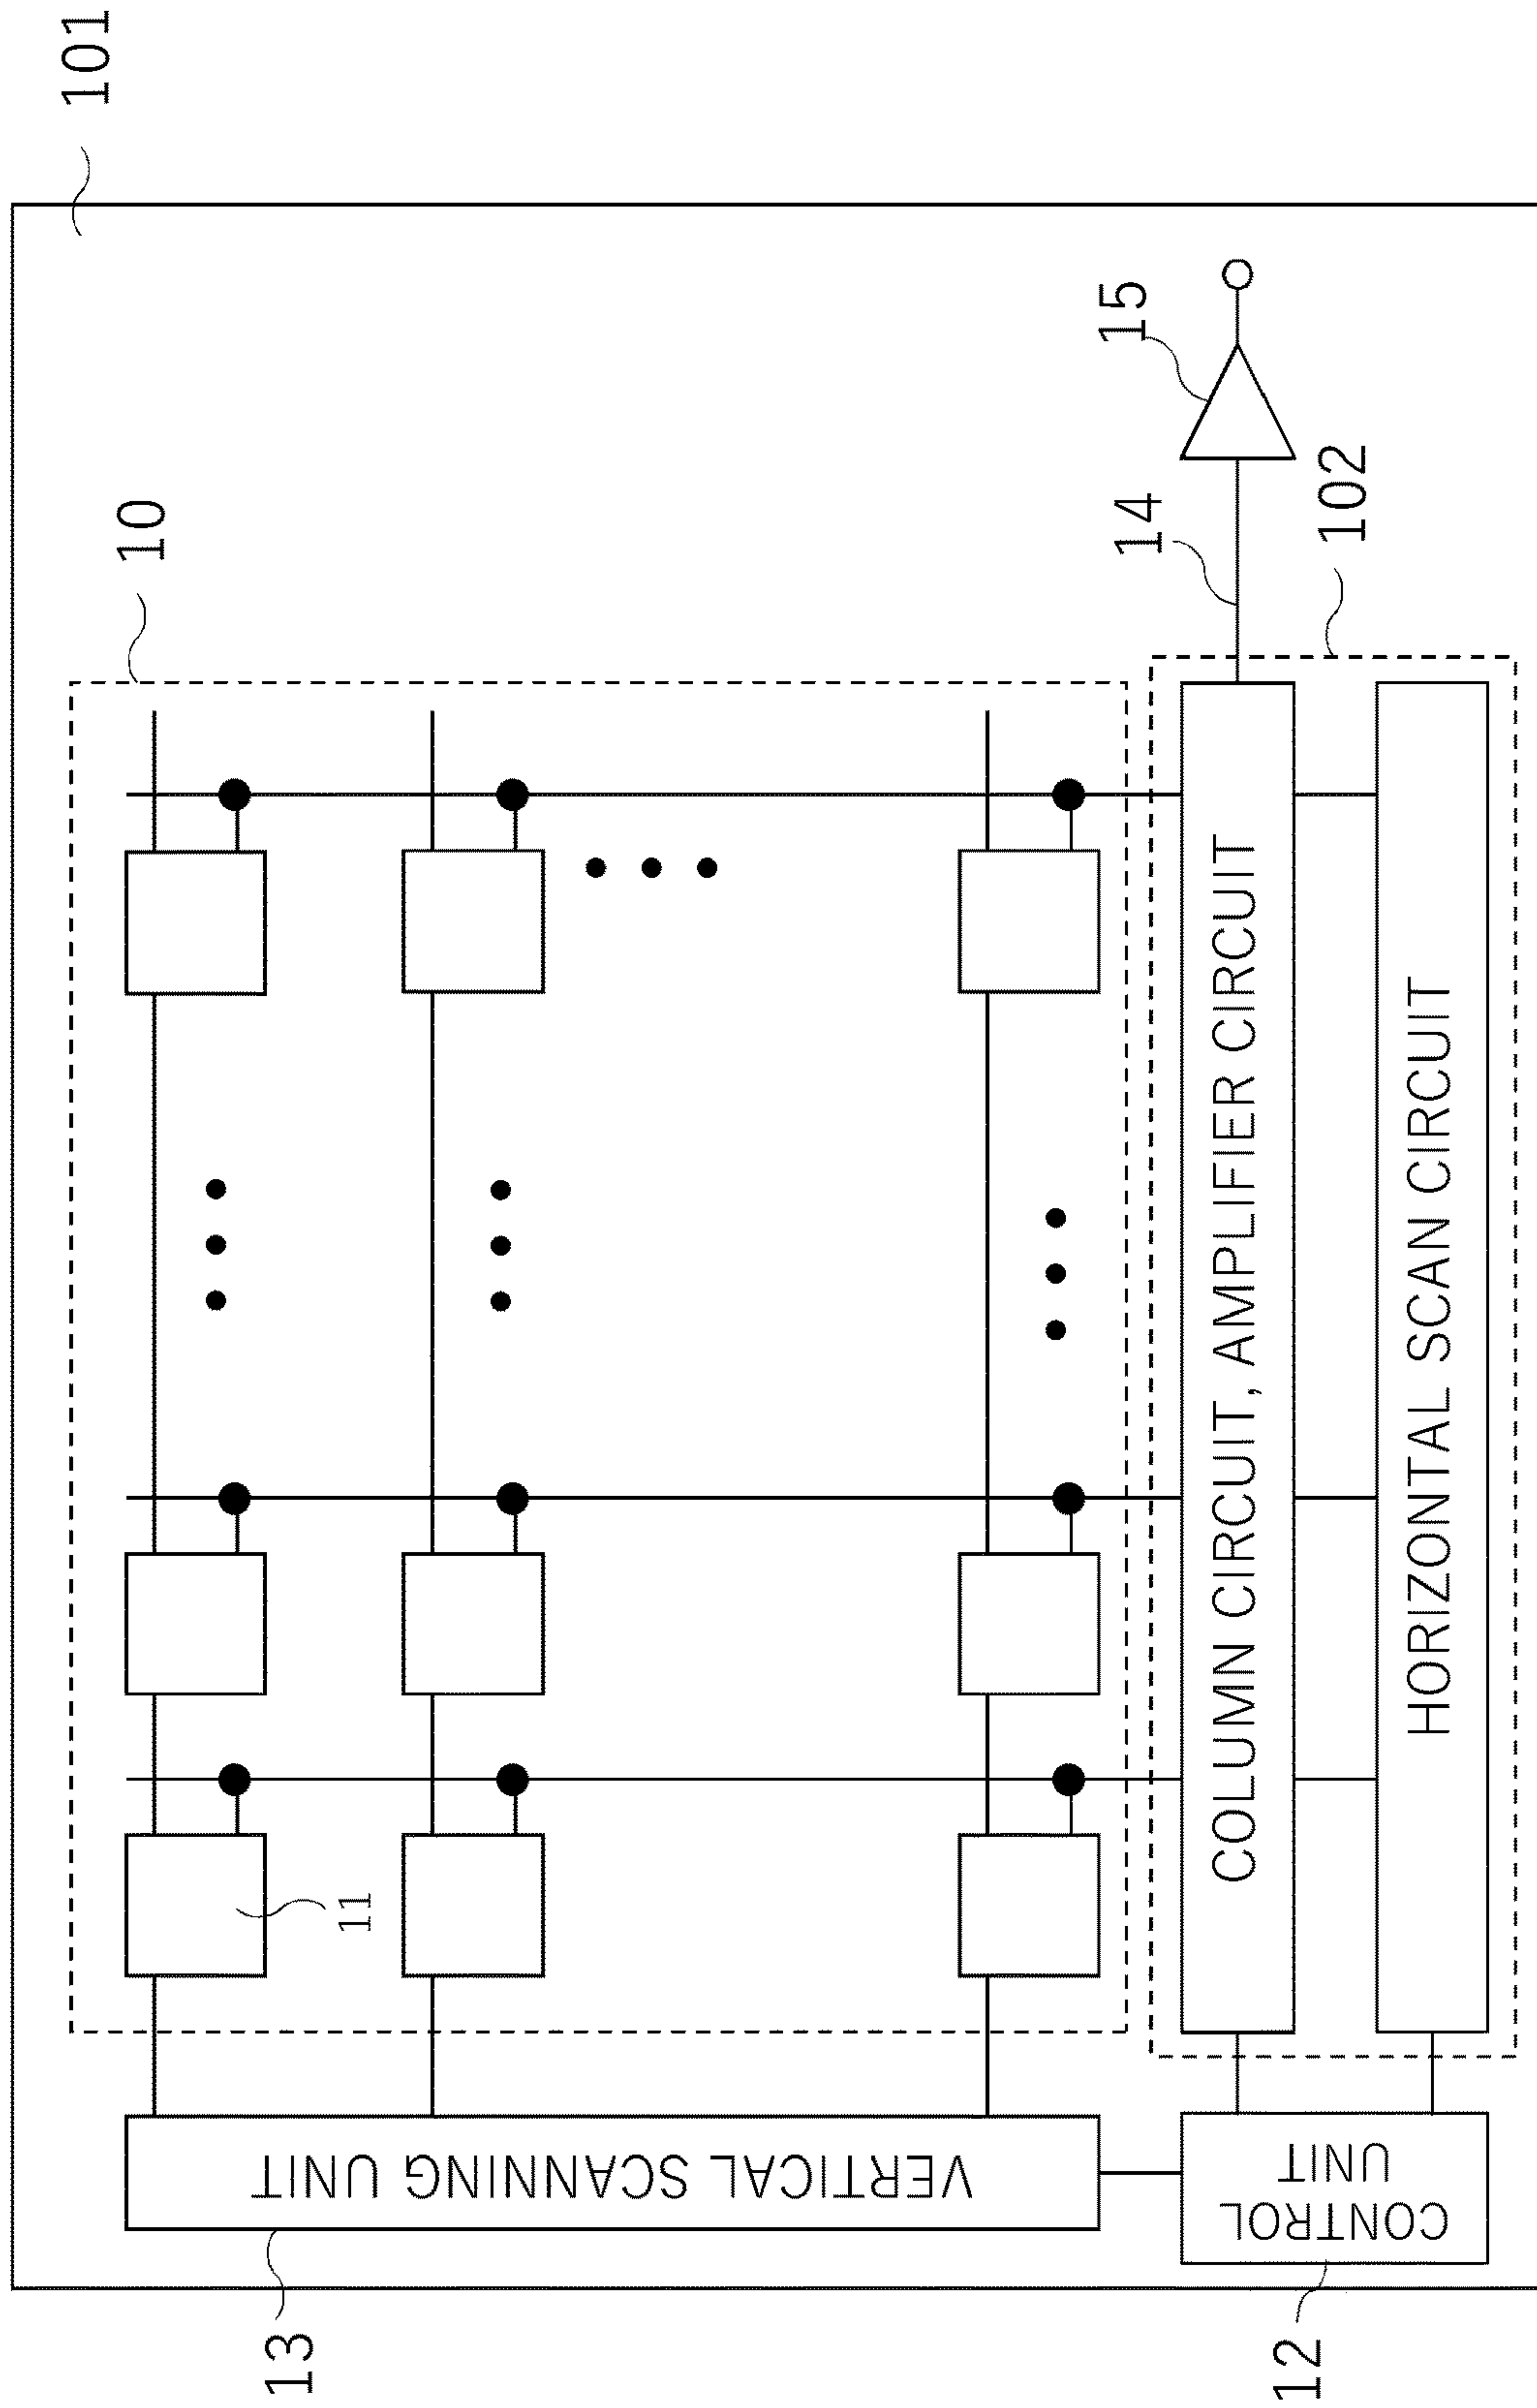 101
10
15
14
102
11
COLUMN CIRCUIT, AMPLIFIER CIRCUIT
HORIZONTAL SCAN CIRCUIT
VERTICAL SCANNING UNIT
CONTROL
UNIT
13
12